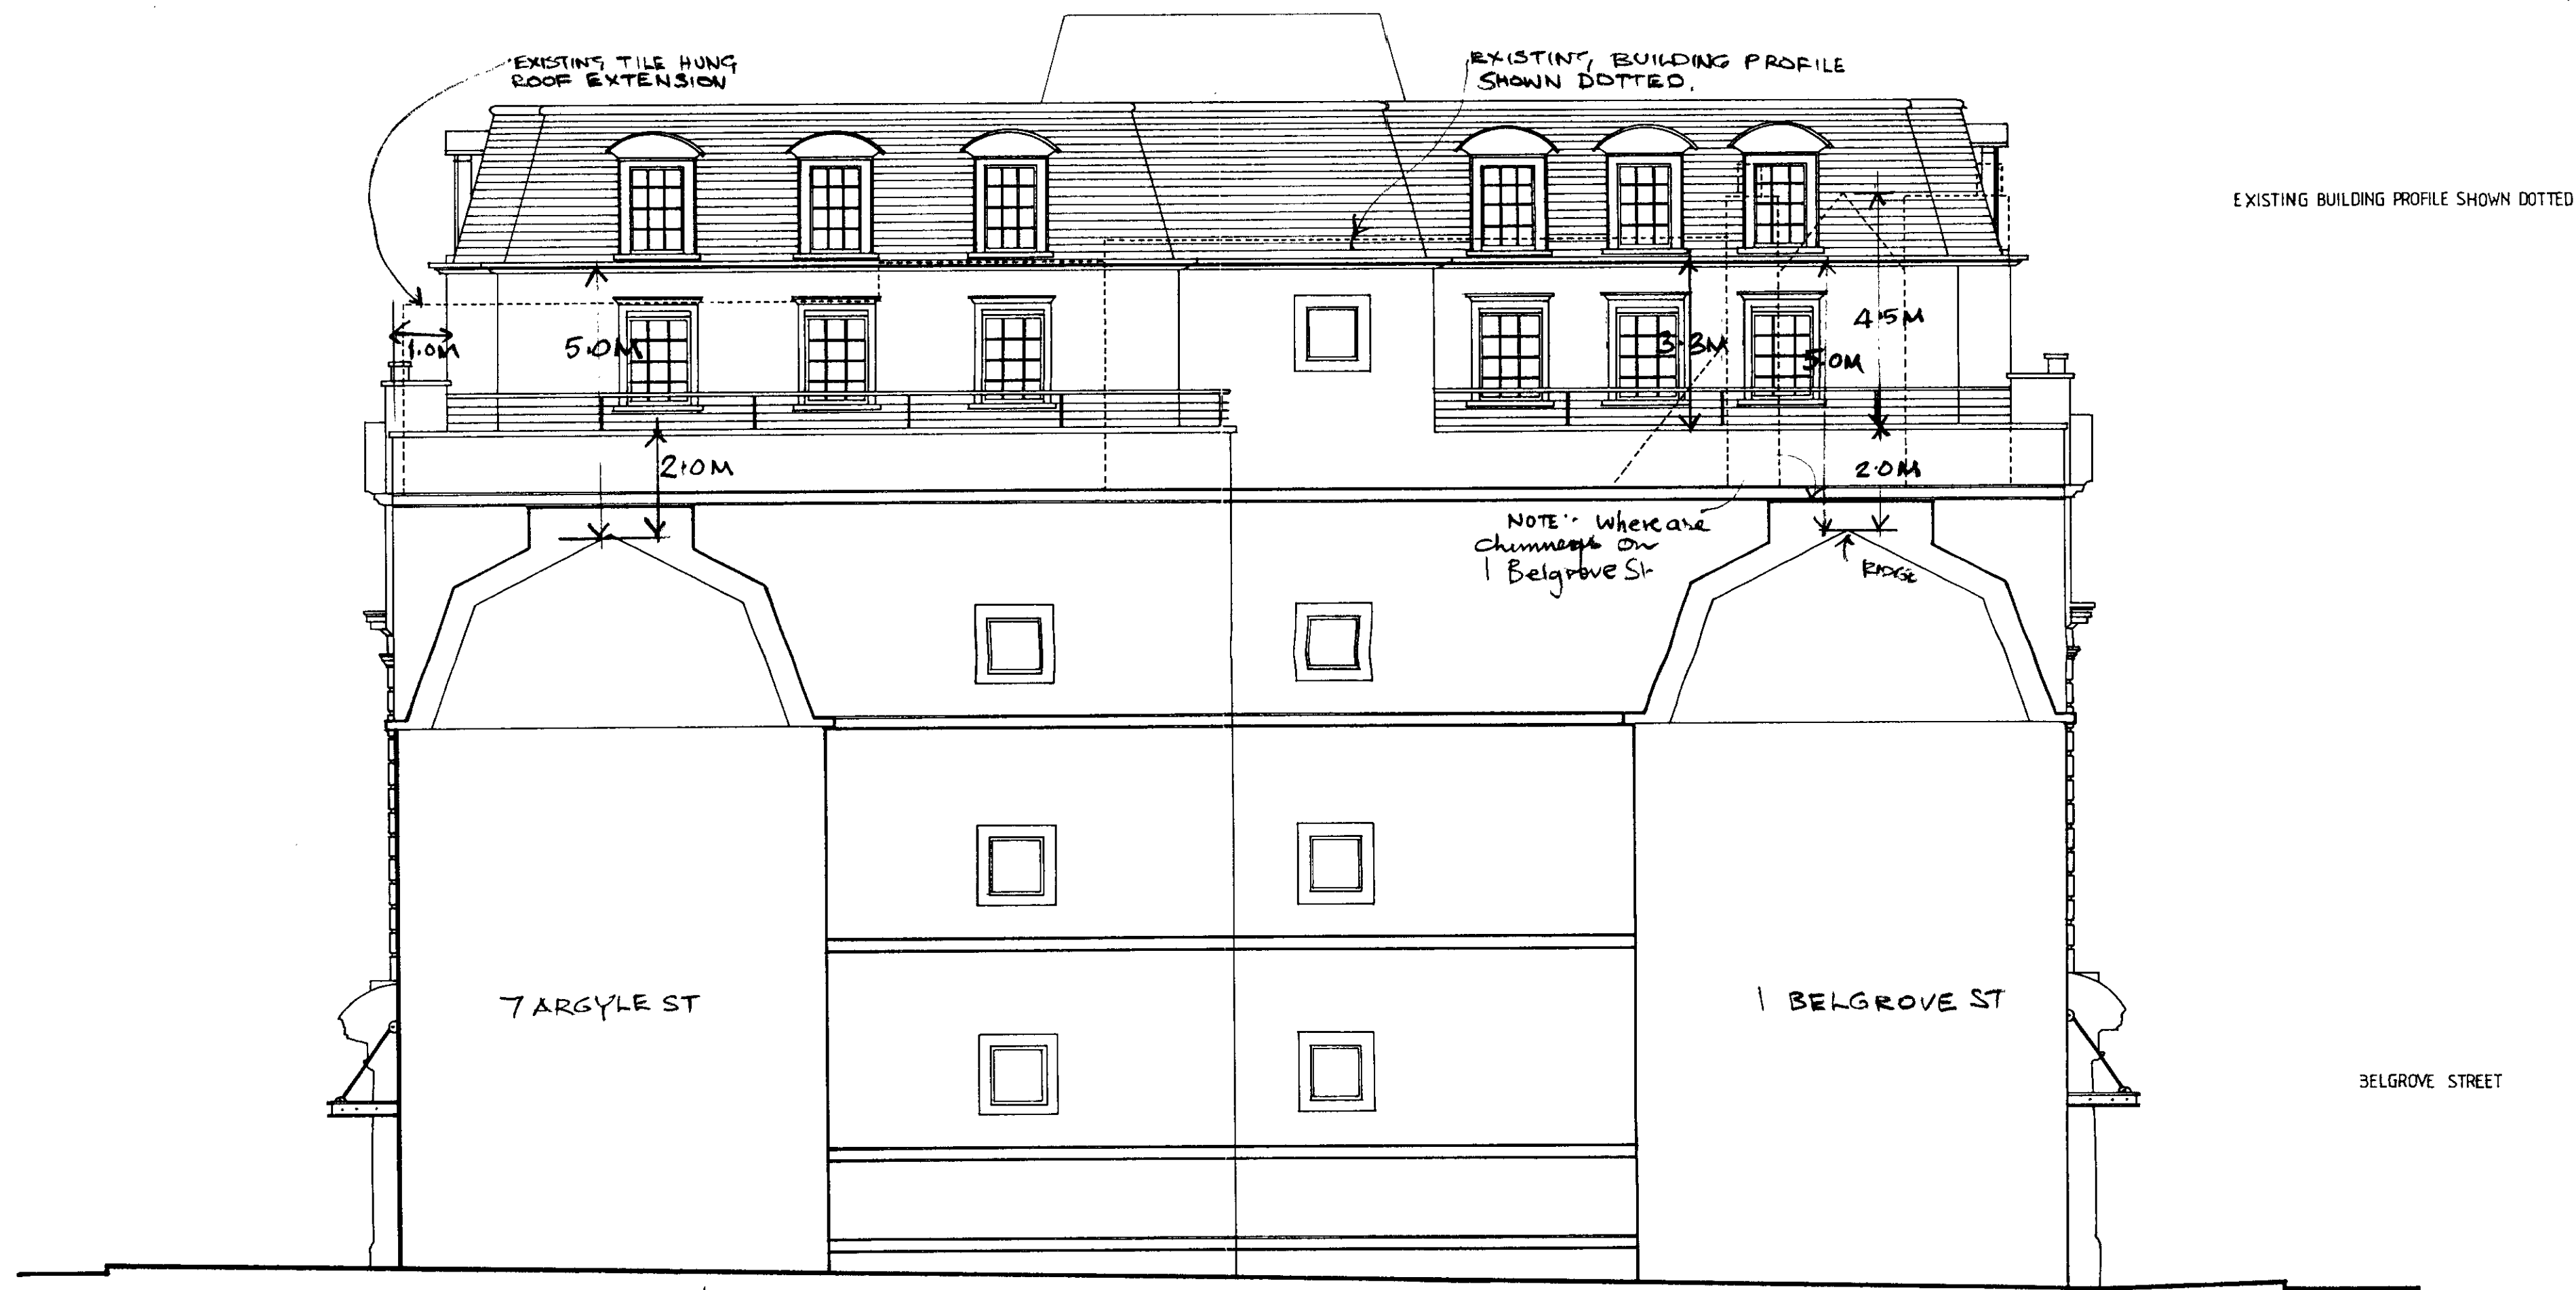 EXISTING TILE HUNG
ROOF EXTENSION
EXISTING BUILDING PROFILE
SHOWN DOTTED.
EXISTING BUILDING PROFILE SHOWN DOTTED
1.0M
5.0M
3.3M
4.5M
5.0M
2.0M
2.0M
NOTE:- Where are
Chimneys on
1 Belgrove St.
RIDGE
7 ARGYLE ST
1 BELGROVE ST
BELGROVE STREET